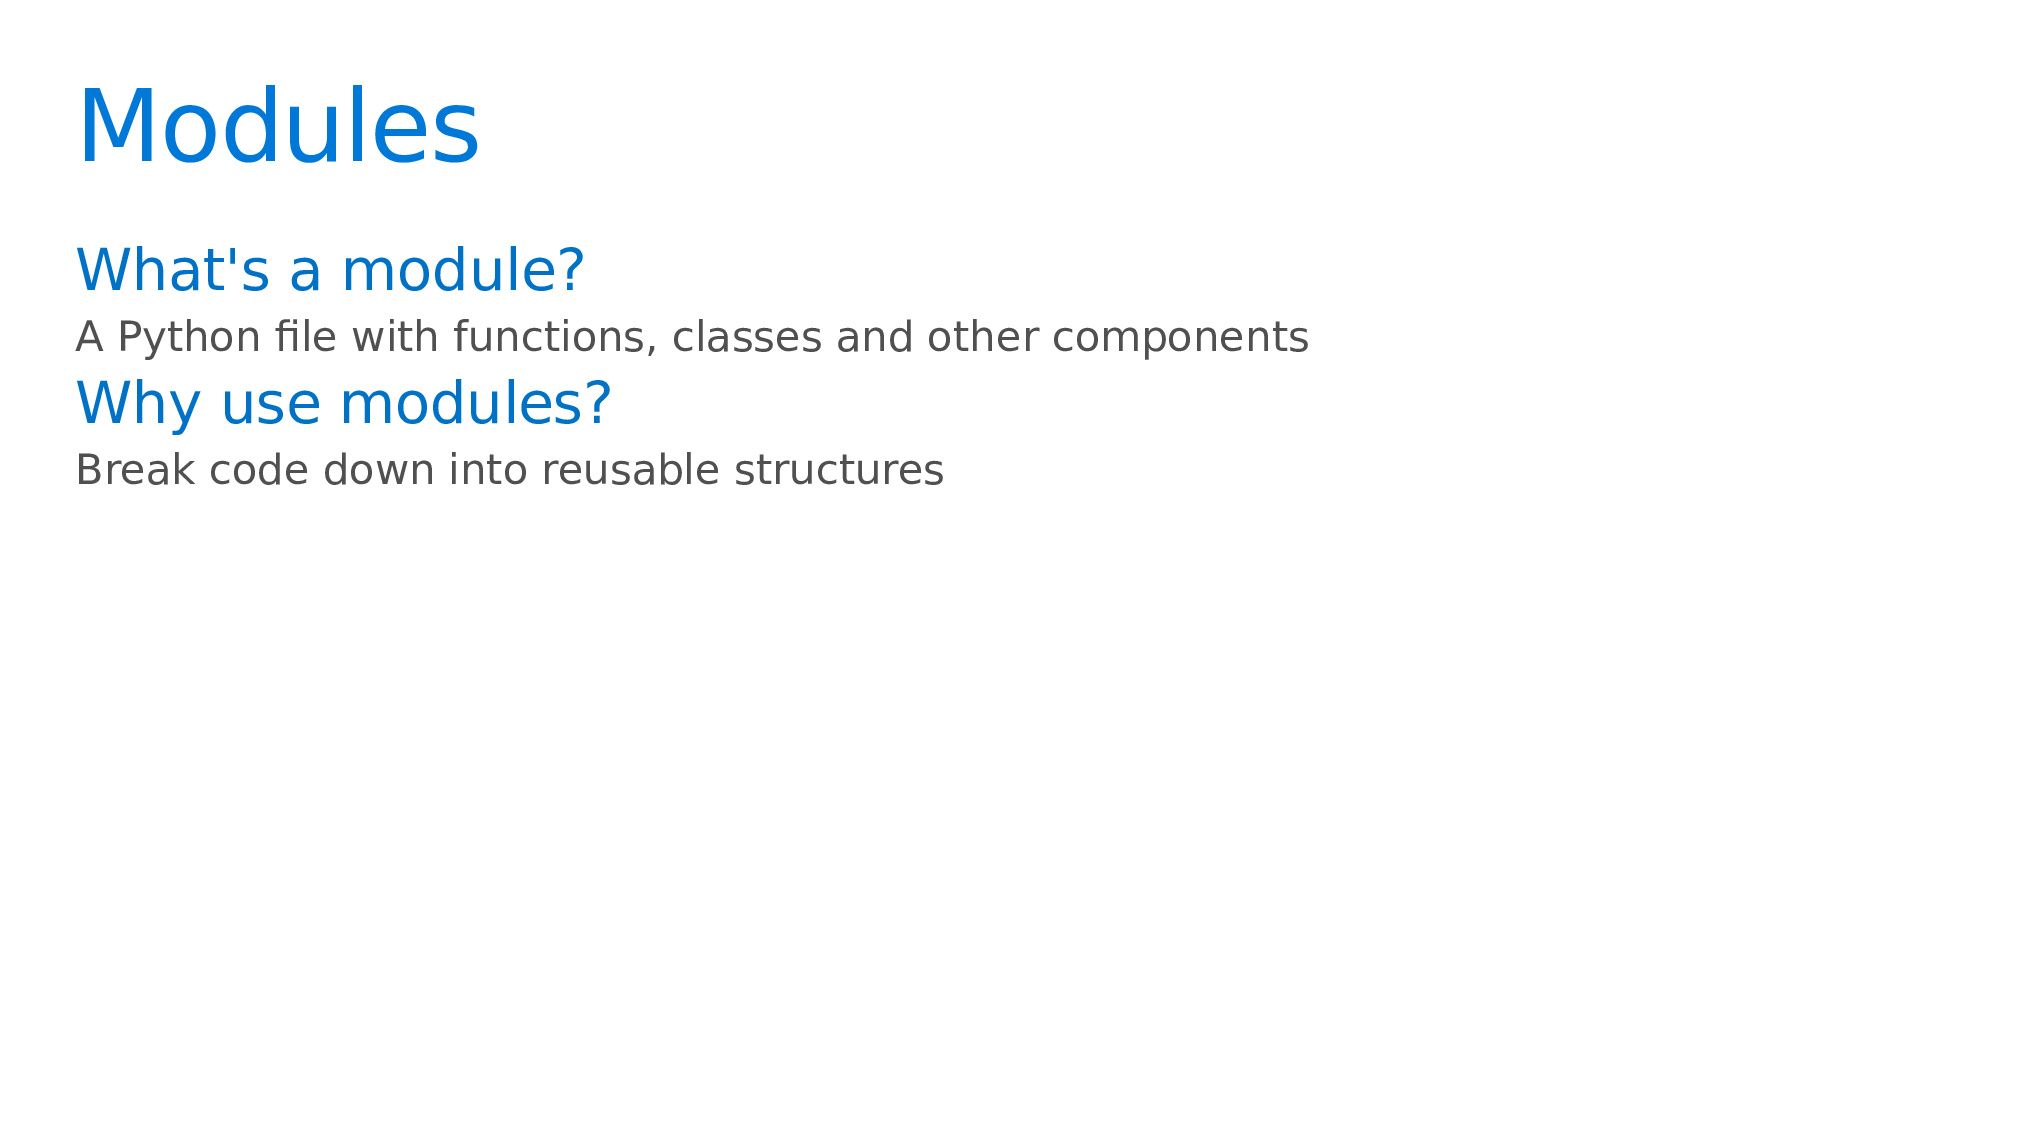 Modules
What's a module?
A Python file with functions, classes and other components
Why use modules?
Break code down into reusable structures